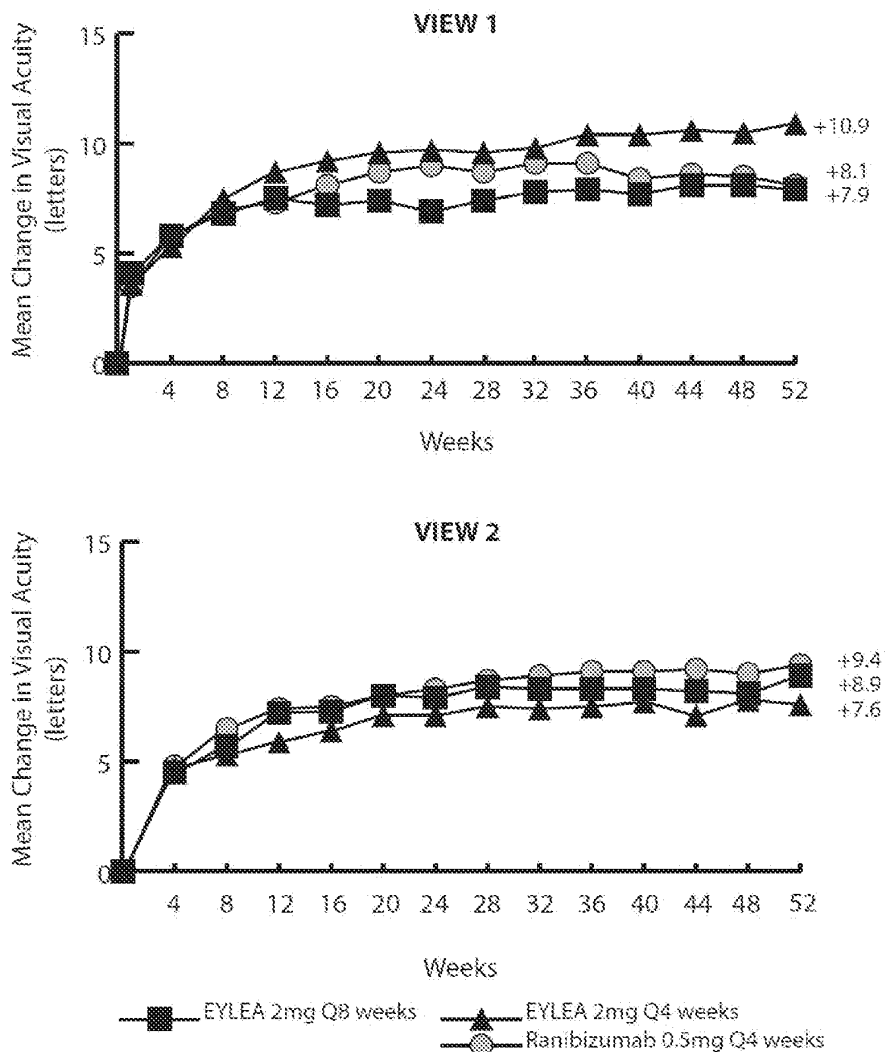 VIEW 1
Mean Change in Visual Acuity
(letters)
15
10
5
0
+10.9
+8.1
+7.9
4 8 12 16 20 24 28 32 36 40 44 48 52
Weeks
VIEW 2
Mean Change in Visual Acuity
(letters)
15
10
5
0
+9.4
+8.9
+7.6
4 8 12 16 20 24 28 32 36 40 44 48 52
Weeks
EYLEA 2mg Q8 weeks
EYLEA 2mg Q4 weeks
Ranibizumab 0.5mg Q4 weeks